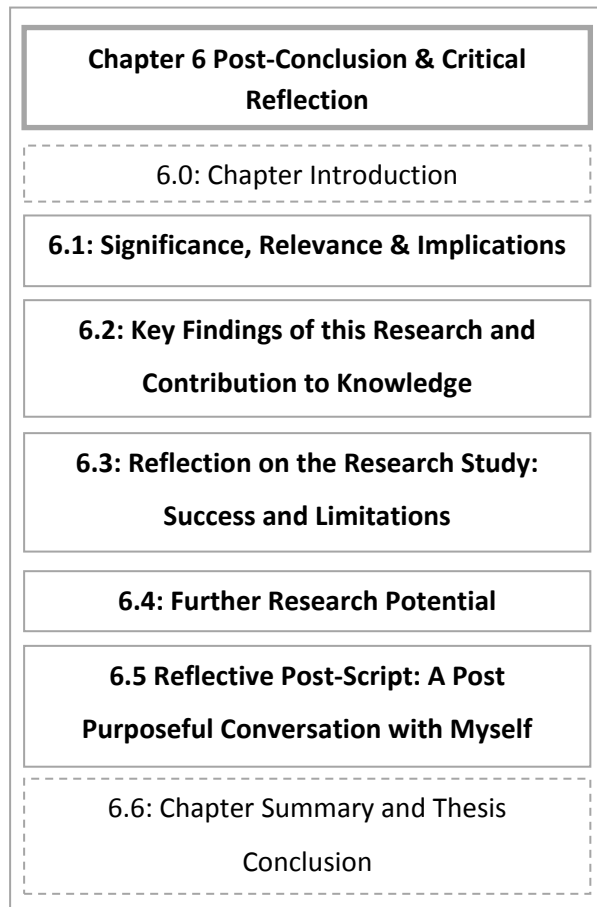 Chapter 6 Post-Conclusion & Critical
Reflection
6.0: Chapter Introduction
6.1: Significance, Relevance & Implications
6.2: Key Findings of this Research and
Contribution to Knowledge
6.3: Reflection on the Research Study:
Success and Limitations
6.4: Further Research Potential
6.5 Reflective Post-Script: A Post
Purposeful Conversation with Myself
6.6: Chapter Summary and Thesis
Conclusion